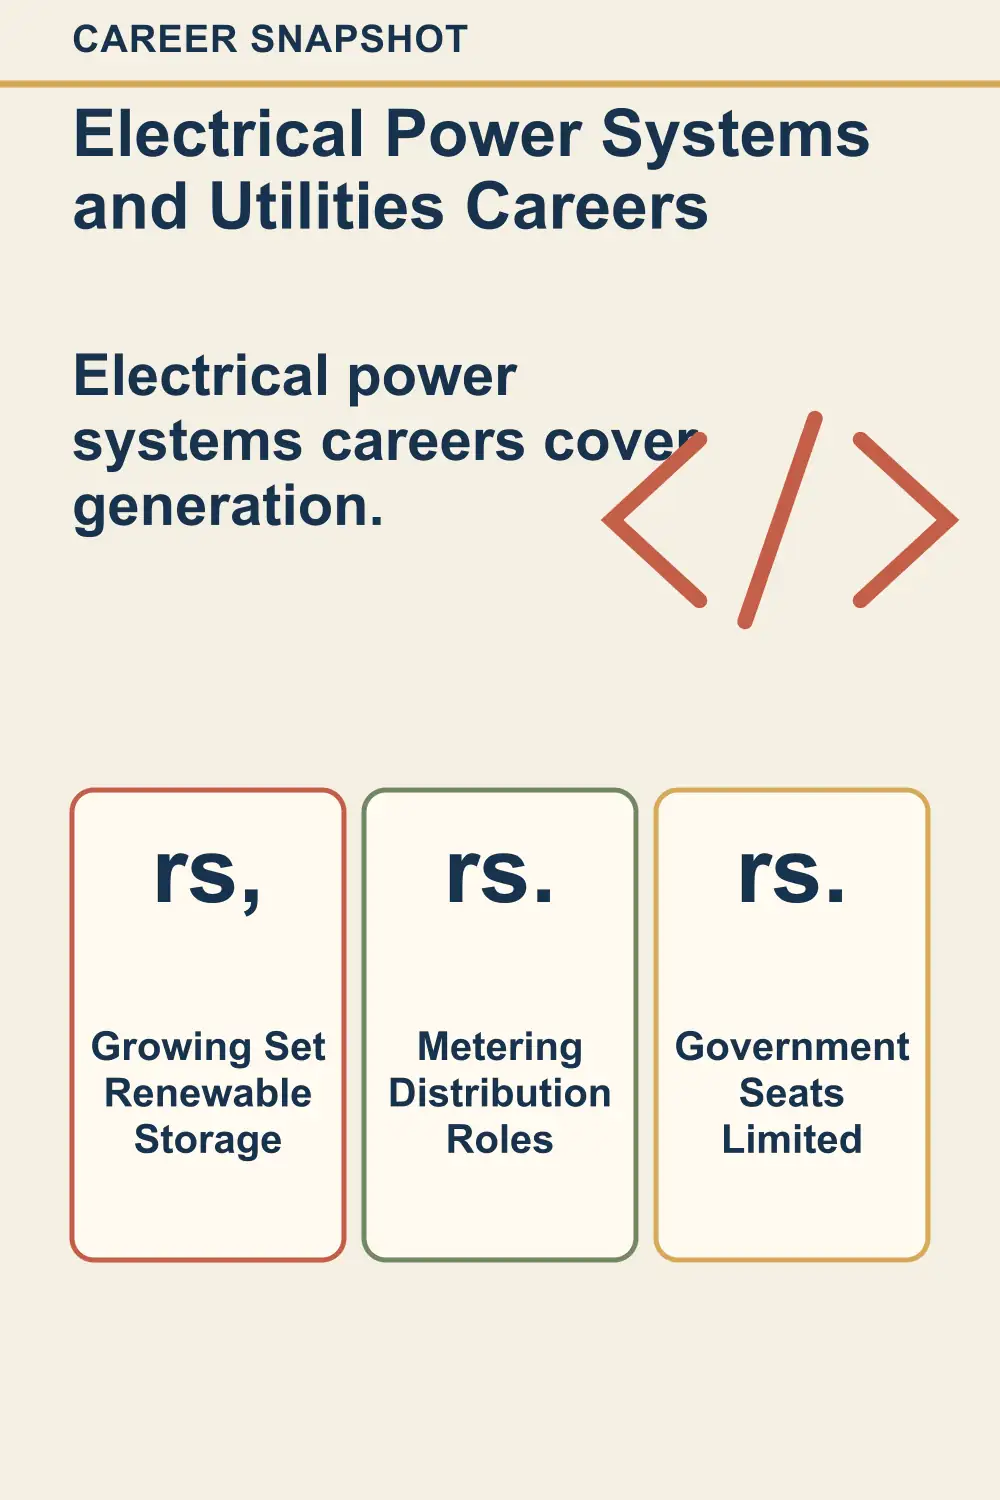 CAREER SNAPSHOT
Electrical Power Systems
and Utilities Careers
Electrical power
systems careers cover
generation.
rs,
Growing Set
Renewable
Storage
rs.
Metering
Distribution
Roles
rs.
Government
Seats
Limited